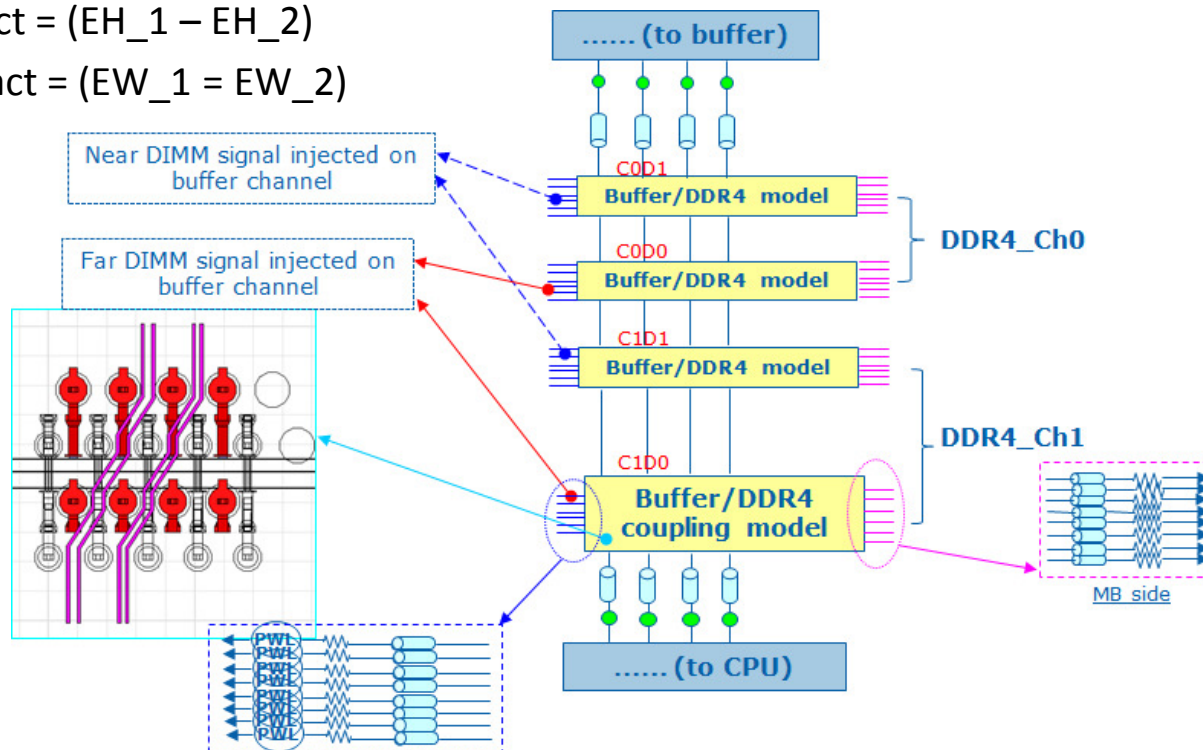 ct = (EH_1 – EH_2)
act = (EW_1 = EW_2)
...... (to buffer)
Near DIMM signal injected on
buffer channel
C0D1
Buffer/DDR4 model
DDR4_Ch0
Far DIMM signal injected on
buffer channel
C0D0
Buffer/DDR4 model
C1D1
Buffer/DDR4 model
DDR4_Ch1
C1D0
Buffer/DDR4
coupling model
MB side
PWL
PWL
PWL
PWL
PWL
PWL
PWL
...... (to CPU)